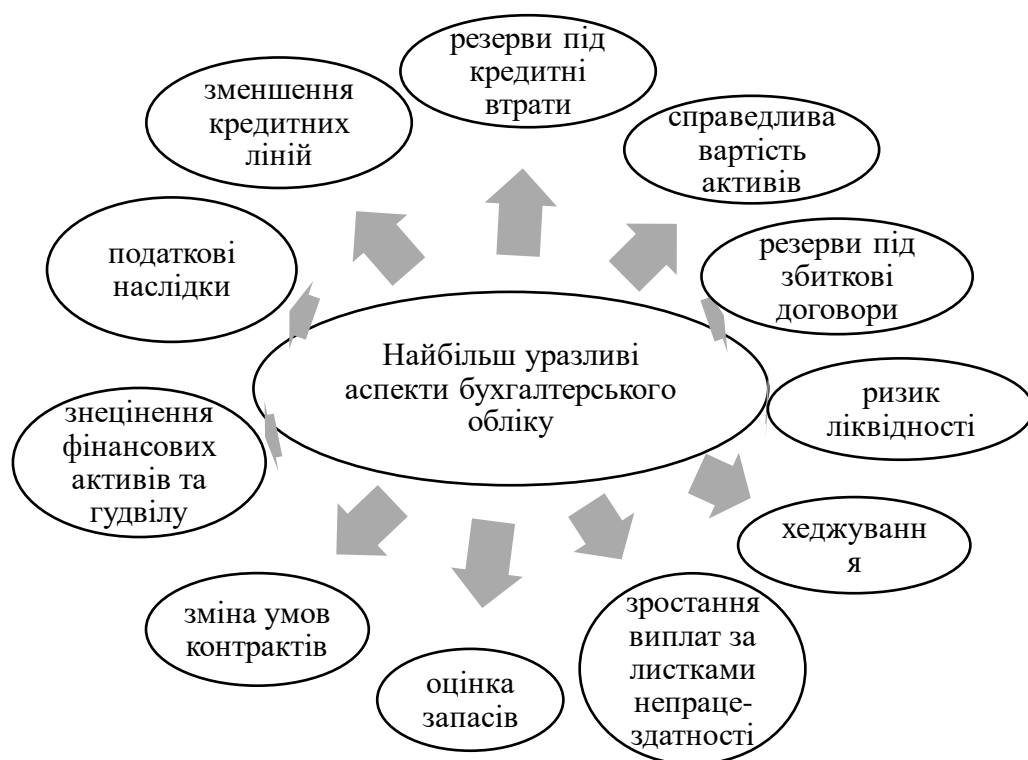 резерви під
кредитні
втрати
зменшення
кредитних
ліній
справедлива
вартість
активів
податкові
наслідки
резерви під
збиткові
договори
Найбільш уразливі
аспекти бухгалтерського
обліку
знецінення
фінансових
активів та
гудвілу
ризик
ліквідності
хеджуванн
я
зміна умов
контрактів
оцінка
запасів
зростання
виплат за
листками
непраце-
здатності